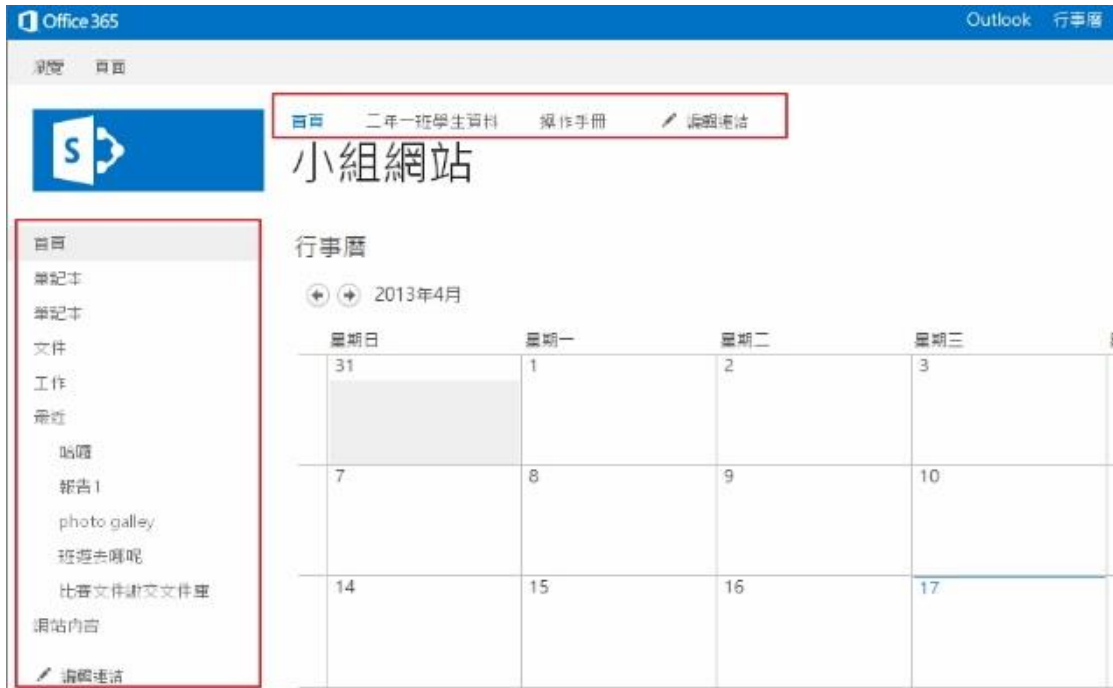 Office 365 Outlook 行事曆
瀏覽 頁面
S
首頁 二年一班學生資料 操作手冊 編輯連結
小組網站
首頁
筆記本
筆記本
文件
工作
最近
哈囉
報告1
photo galley
班遊去哪呢
比賽文件繳交文件庫
網站內容
編輯連結
行事曆
2013年4月
星期日 星期一 星期二 星期三
31 1 2 3
7 8 9 10
14 15 16 17